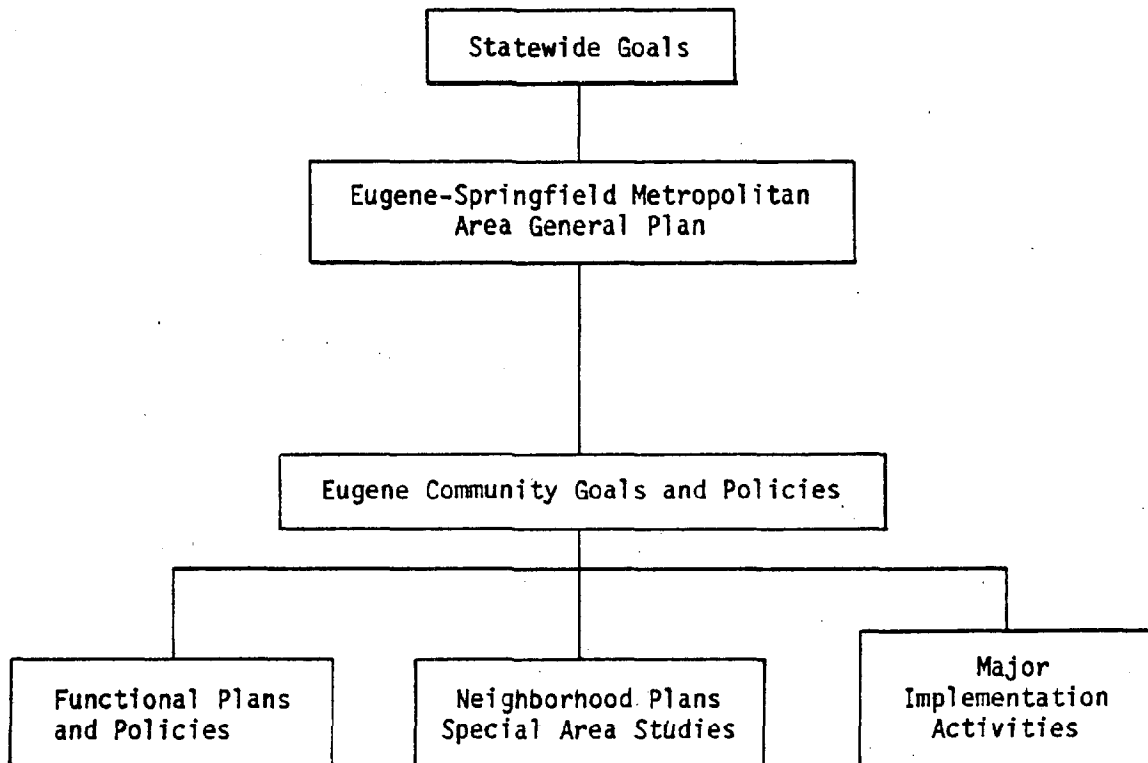 Statewide Goals
Eugene-Springfield Metropolitan
Area General Plan
Eugene Community Goals and Policies
Functional Plans
and Policies
Neighborhood Plans
Special Area Studies
Major
Implementation
Activities